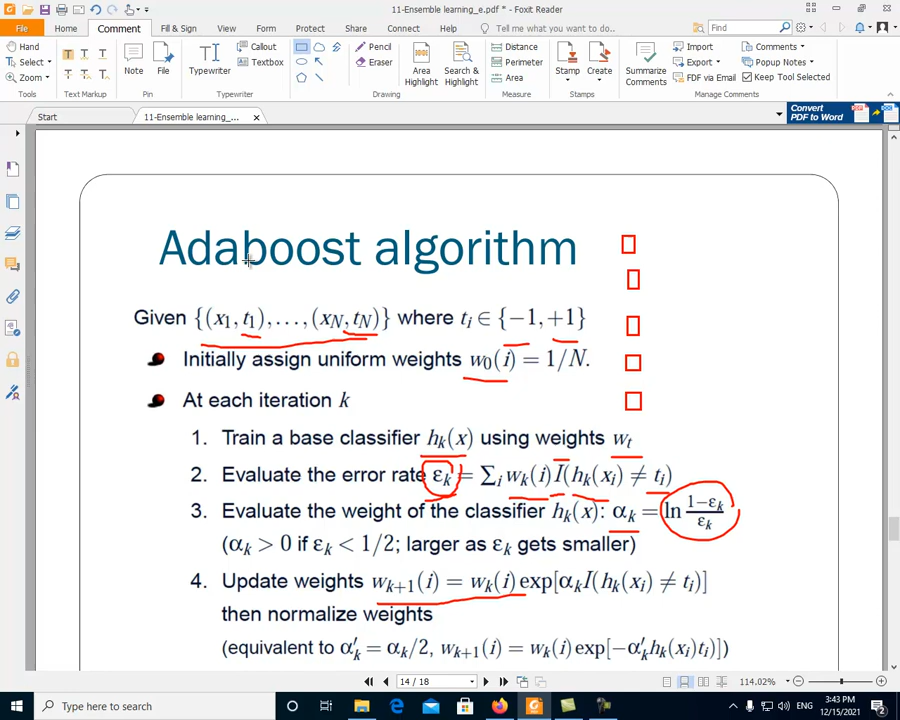 11-Ensemble learning_e.pdf * - Foxit Reader
File Home Comment Fill & Sign View Form Protect Share Connect Help Tell me what you want to do... Find
Hand
Select
Zoom
Tools
T T T
T T T
Text Markup
Note
File
Pin
Typewriter
Callout
Textbox
Typewriter
Pencil
Eraser
Drawing
Area Highlight
Search & Highlight
Distance
Perimeter
Area
Measure
Stamp
Create
Stamps
Summarize Comments
Import
Export
FDF via Email
Comments
Popup Notes
Keep Tool Selected
Manage Comments
Start
11-Ensemble learning_...
Convert PDF to Word
Adaboost algorithm
Given {(x1, t1), …, (xN, tN)} where ti ∈ {−1, +1}
Initially assign uniform weights w0(i) = 1/N.
At each iteration k
1. Train a base classifier hk(x) using weights wt
2. Evaluate the error rate εk = ∑i wk(i)I(hk(xi) ≠ ti)
3. Evaluate the weight of the classifier hk(x): αk = ln (1−εk)/εk
(αk > 0 if εk < 1/2; larger as εk gets smaller)
4. Update weights wk+1(i) = wk(i) exp[αkI(hk(xi) ≠ ti)]
then normalize weights
(equivalent to α′k = αk/2, wk+1(i) = wk(i)exp[−α′khk(xi)ti])
14 / 18
114.02%
Type here to search
ENG
3:43 PM
12/15/2021
2